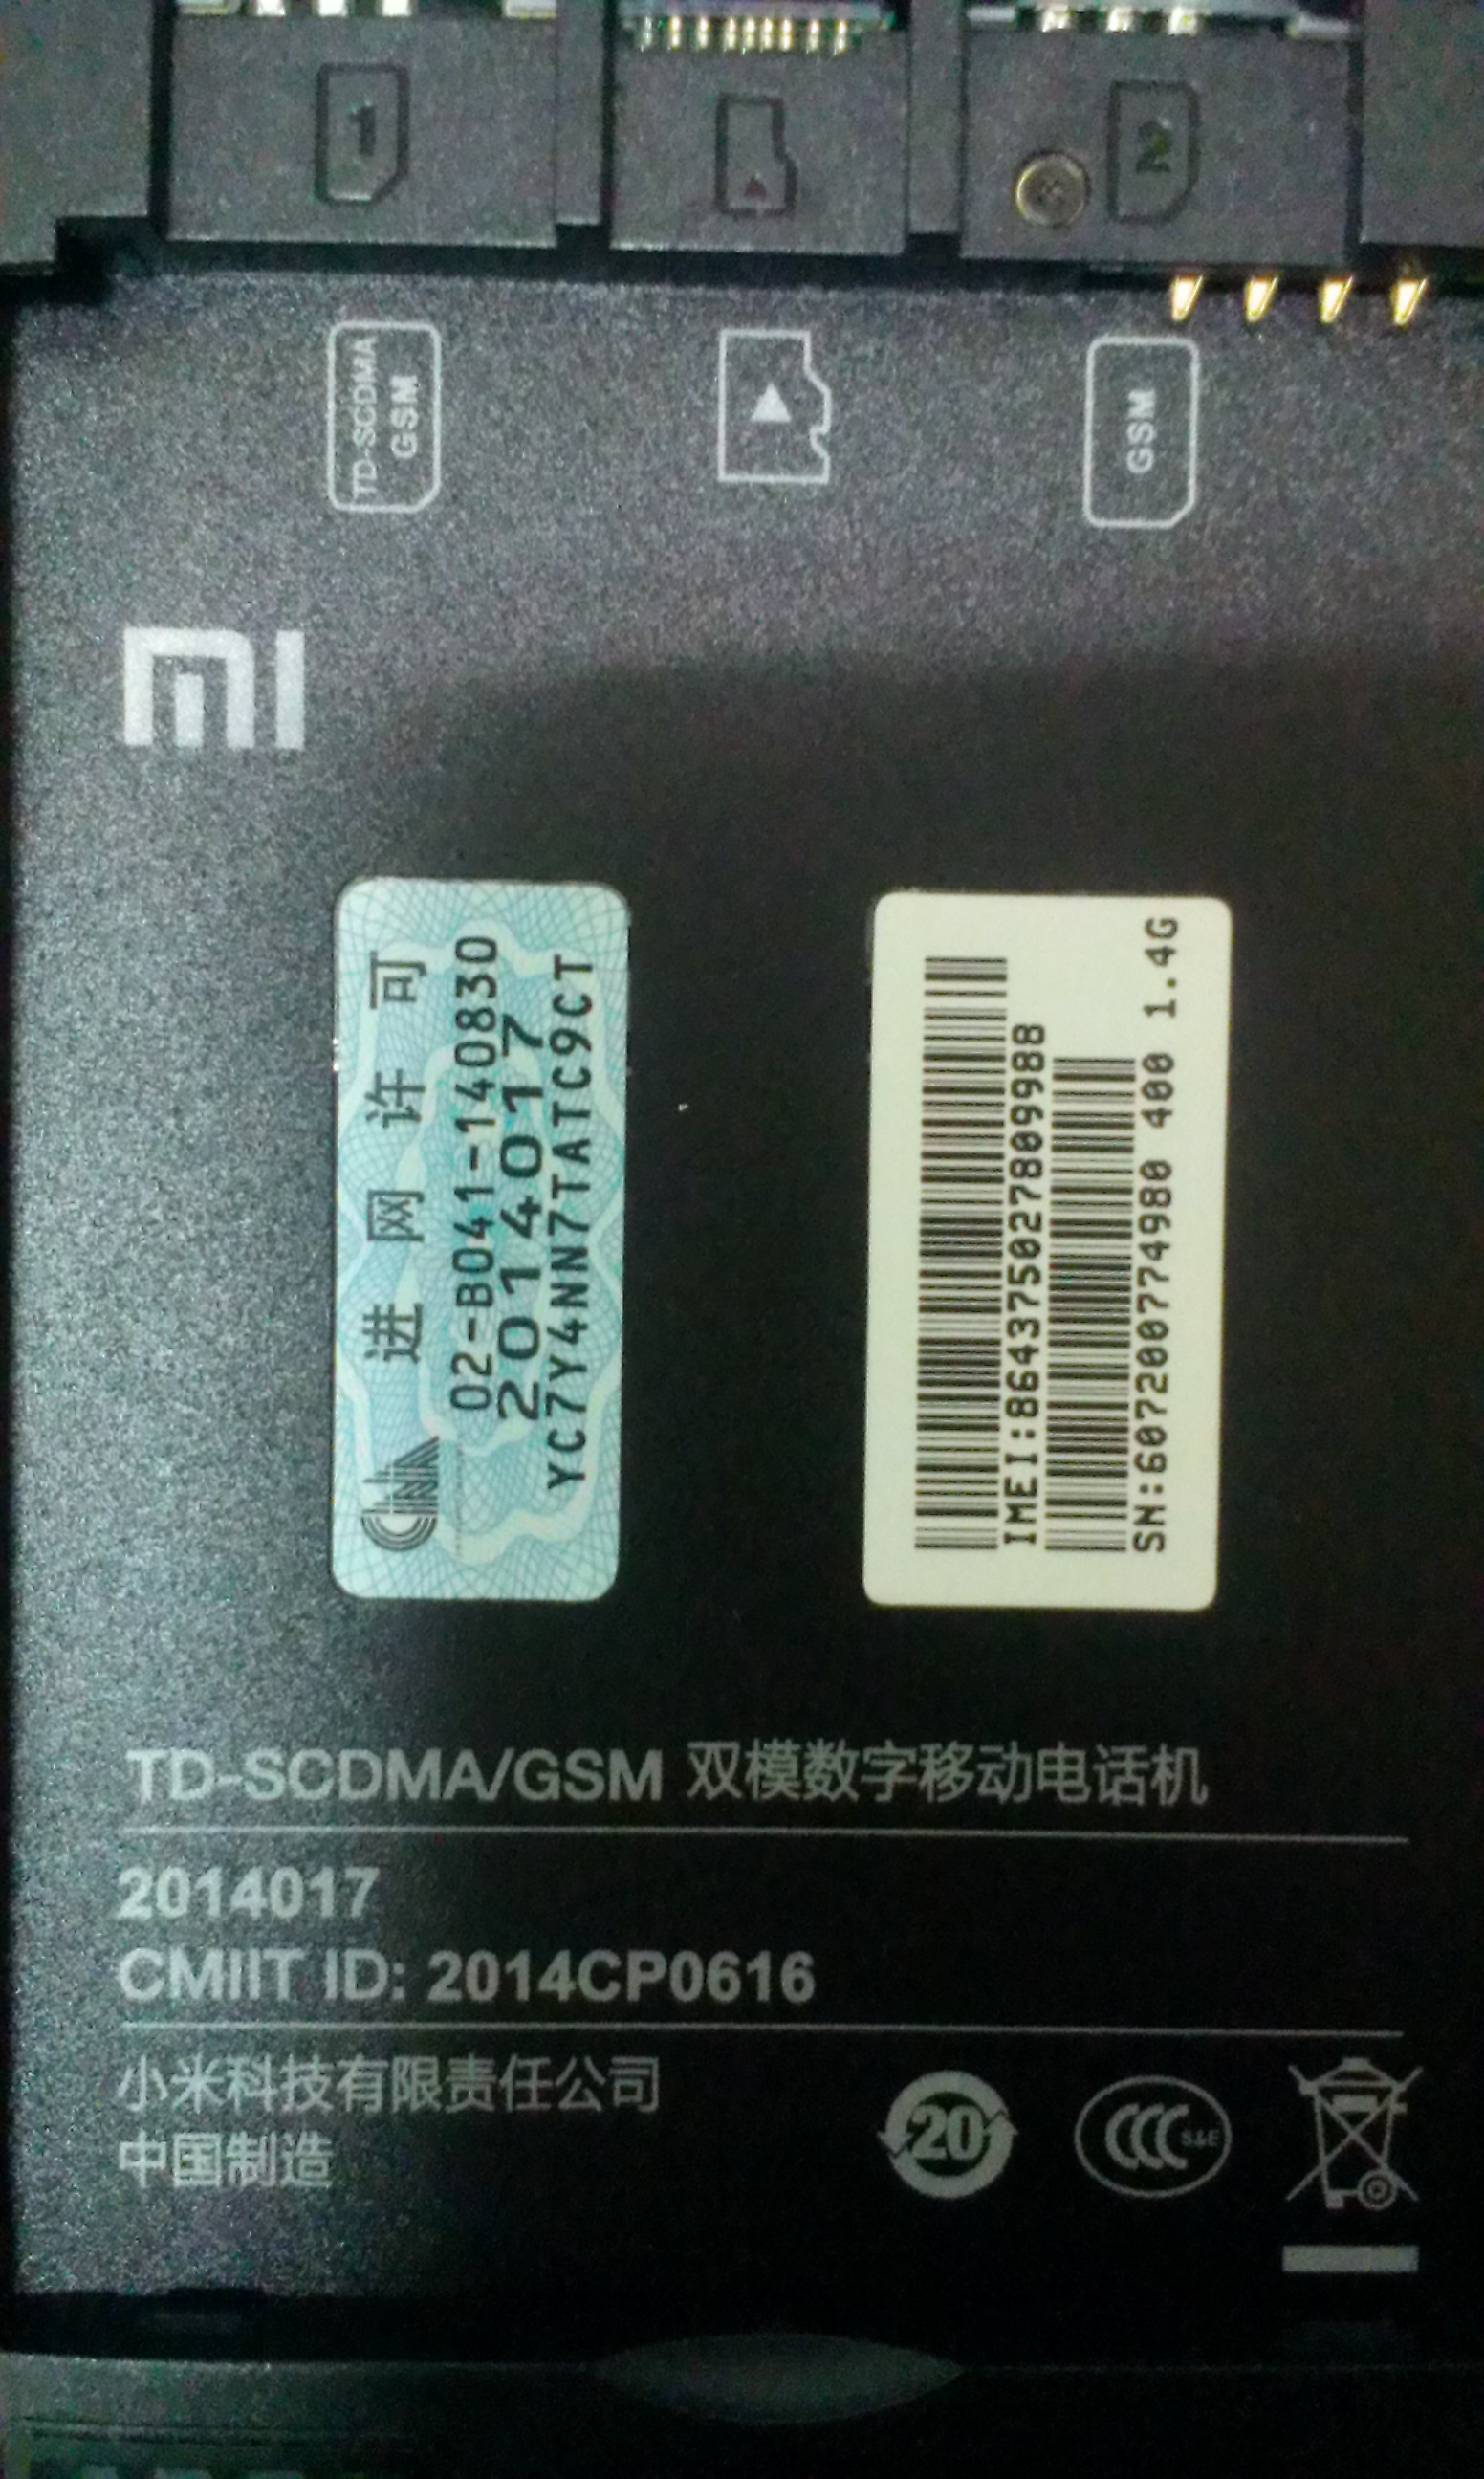 1
2
TD-SCDMA
GSM
GSM
MI
进网许可
02-B041-140830
2014017
YC7Y4NN7TATC9CT
IMEI:864375027809988
SN:607200774980 400 1.4G
TD-SCDMA/GSM 双模数字移动电话机
2014017
CMIIT ID: 2014CP0616
小米科技有限责任公司
中国制造
20
CCC S&E